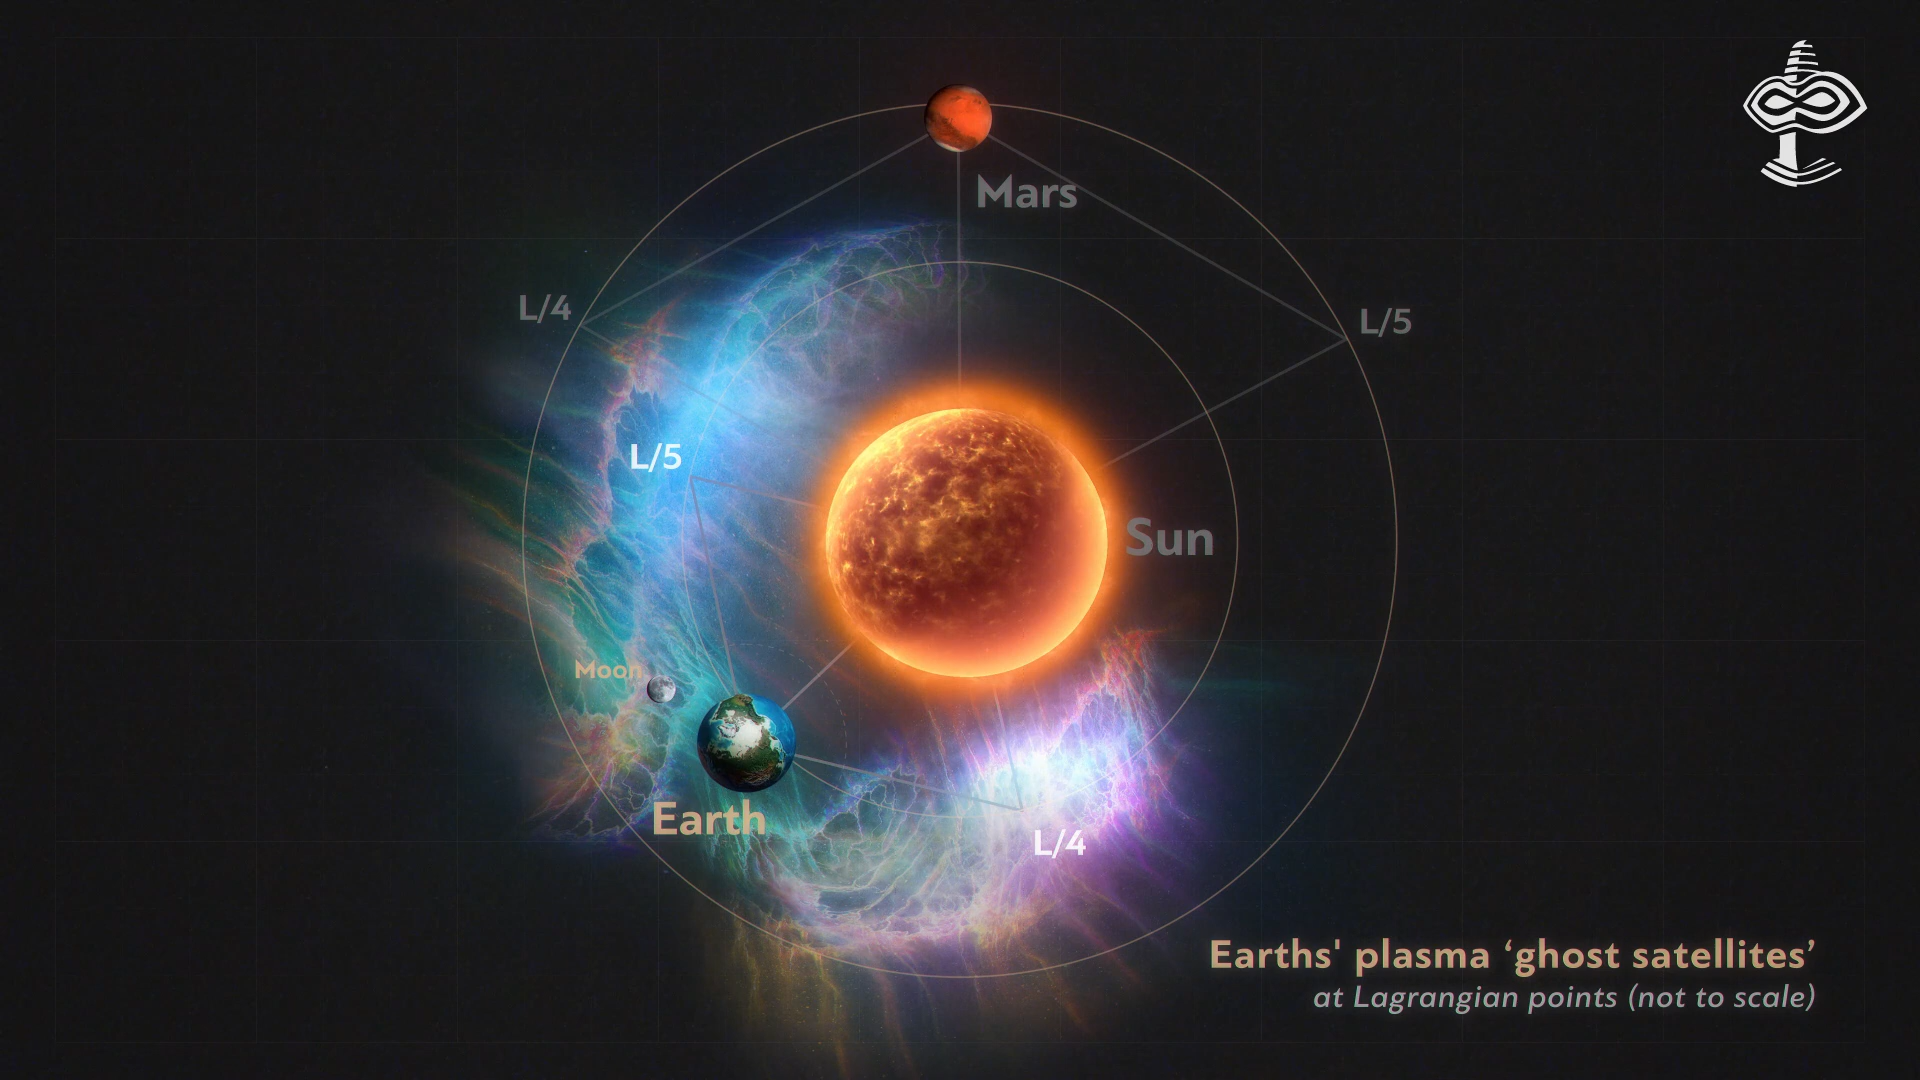 Mars
L/4
L/5
L/5
Sun
Moon
Earth
L/4
Earths' plasma ‘ghost satellites’
at Lagrangian points (not to scale)